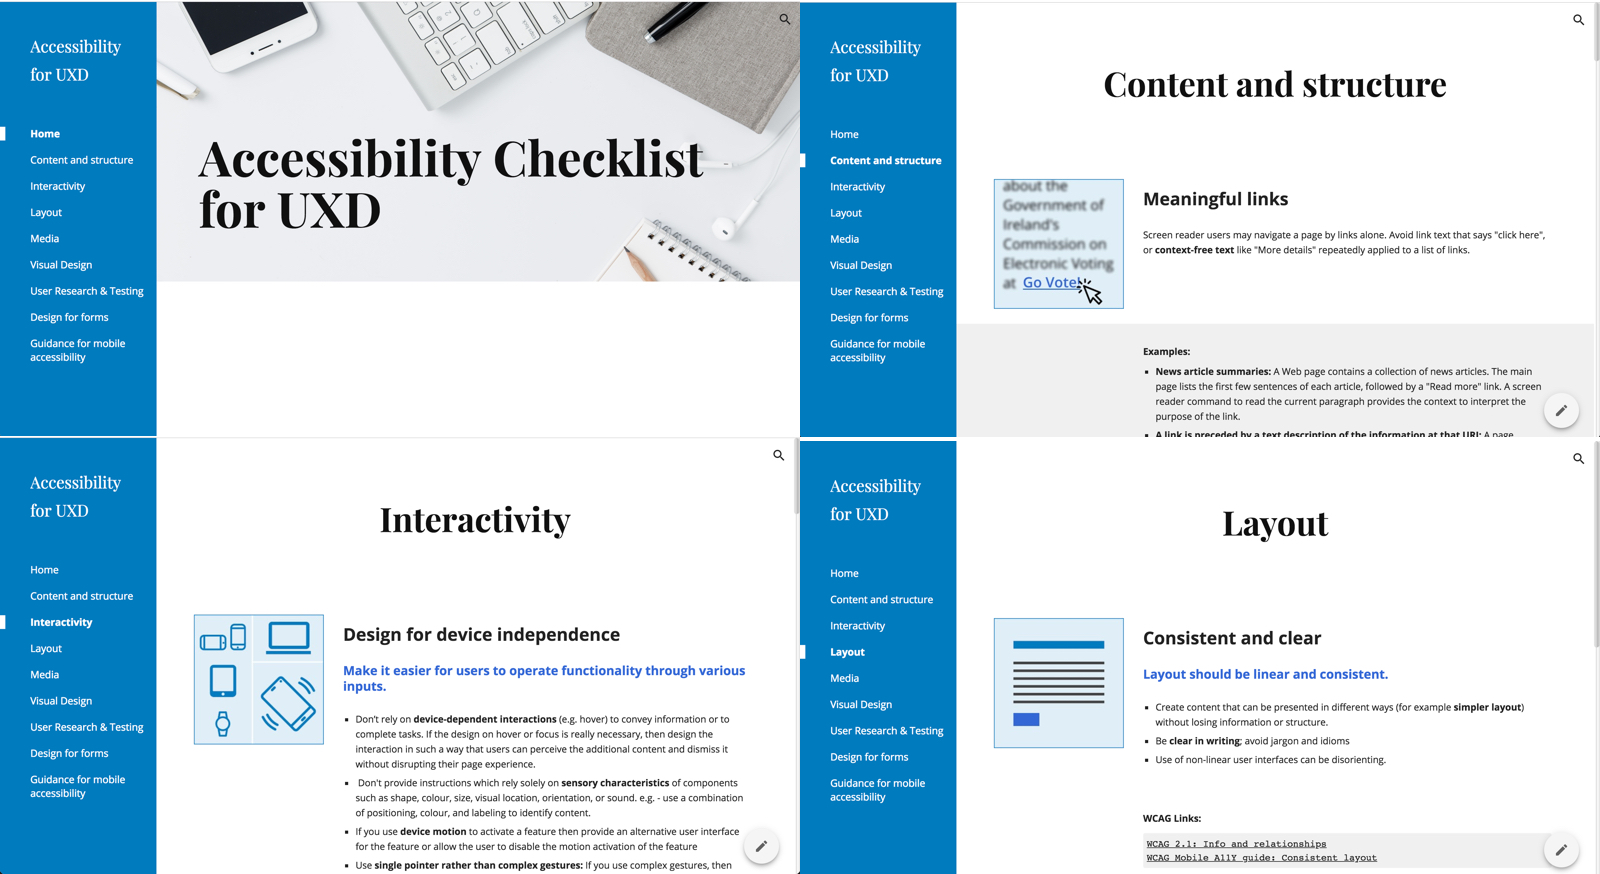 Accessibility
for UXD
Home
Content and structure
Interactivity
Layout
Media
Visual Design
User Research & Testing
Design for forms
Guidance for mobile
accessibility
Accessibility Checklist
for UXD
Accessibility
for UXD
Home
Content and structure
Interactivity
Layout
Media
Visual Design
User Research & Testing
Design for forms
Guidance for mobile
accessibility
Content and structure
about the
Government of
Ireland's
Commission on
Electronic Voting
at Go Vote!
Meaningful links
Screen reader users may navigate a page by links alone. Avoid link text that says "click here",
or context-free text like "More details" repeatedly applied to a list of links.
Examples:
▪ News article summaries: A Web page contains a collection of news articles. The main
page lists the first few sentences of each article, followed by a "Read more" link. A screen
reader command to read the current paragraph provides the context to interpret the
purpose of the link.
▪ A link is preceded by a text description of the information at that URI: A page
Accessibility
for UXD
Home
Content and structure
Interactivity
Layout
Media
Visual Design
User Research & Testing
Design for forms
Guidance for mobile
accessibility
Interactivity
Design for device independence
Make it easier for users to operate functionality through various
inputs.
▪ Don't rely on device-dependent interactions (e.g. hover) to convey information or to
complete tasks. If the design on hover or focus is really necessary, then design the
interaction in such a way that users can perceive the additional content and dismiss it
without disrupting their page experience.
▪ Don't provide instructions which rely solely on sensory characteristics of components
such as shape, colour, size, visual location, orientation, or sound. e.g. - use a combination
of positioning, colour, and labeling to identify content.
▪ If you use device motion to activate a feature then provide an alternative user interface
for the feature or allow the user to disable the motion activation of the feature
▪ Use single pointer rather than complex gestures: If you use complex gestures, then
Accessibility
for UXD
Home
Content and structure
Interactivity
Layout
Media
Visual Design
User Research & Testing
Design for forms
Guidance for mobile
accessibility
Layout
Consistent and clear
Layout should be linear and consistent.
▪ Create content that can be presented in different ways (for example simpler layout)
without losing information or structure.
▪ Be clear in writing; avoid jargon and idioms
▪ Use of non-linear user interfaces can be disorienting.
WCAG Links:
WCAG 2.1: Info and relationships
WCAG Mobile A11Y guide: Consistent layout